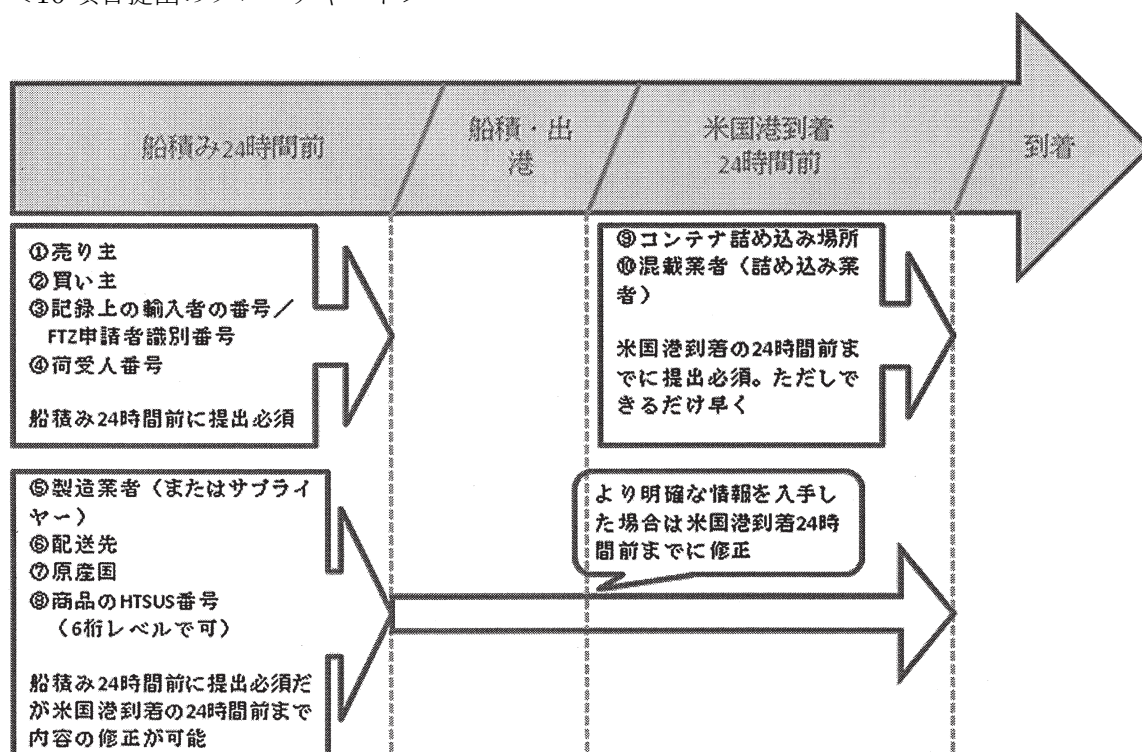 船積み24時間前
船積・出
港
米国港到着
24時間前
到着
①売り主
②買い主
③記録上の輸入者の番号／
FTZ申請者識別番号
④荷受人番号
船積み24時間前に提出必須
⑨コンテナ詰め込み場所
⑩混載業者（詰め込み業
者）
米国港到着の24時間前ま
でに提出必須。ただしで
きるだけ早く
⑤製造業者（またはサプライ
ヤー）
⑥配送先
⑦原産国
⑧商品のHTSUS番号
（6桁レベルで可）
船積み24時間前に提出必須だ
が米国港到着の24時間前まで
内容の修正が可能
より明確な情報を入手し
た場合は米国港到着24時
間前までに修正